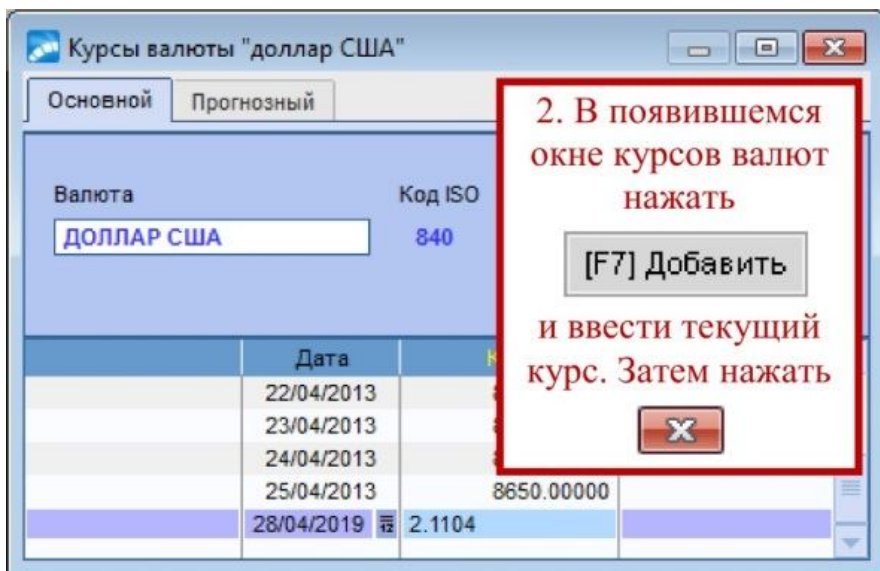 Курсы валюты "доллар США"
Основной Прогнозный
Валюта Код ISO
ДОЛЛАР США 840
2. В появившемся
окне курсов валют
нажать
[F7] Добавить
и ввести текущий
курс. Затем нажать
Дата
22/04/2013
23/04/2013
24/04/2013
25/04/2013 8650.00000
28/04/2019 12 2.1104